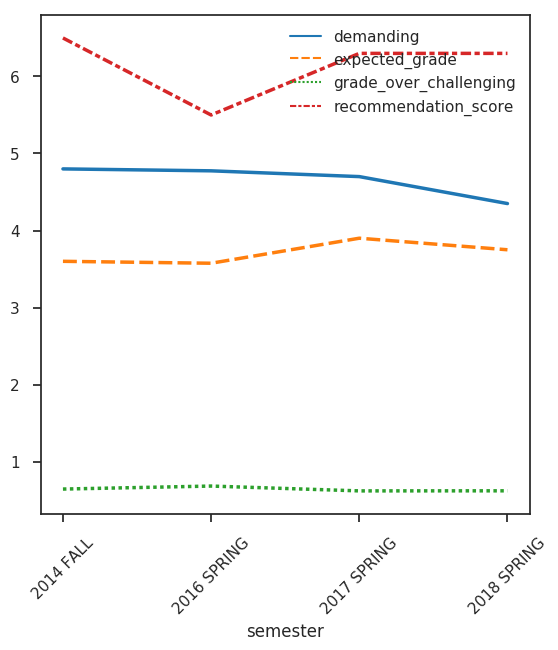 demanding
expected_grade
grade_over_challenging
recommendation_score
6
5
4
3
2
1
2014 FALL
2016 SPRING
2017 SPRING
2018 SPRING
semester